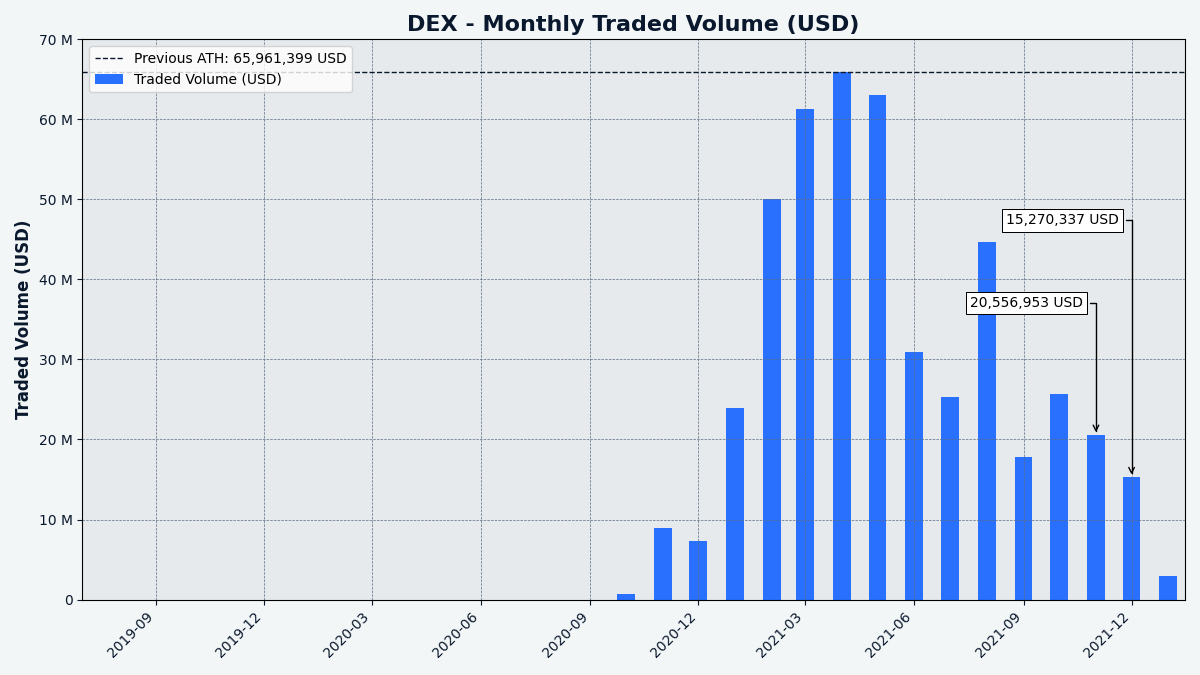 DEX - Monthly Traded Volume (USD)
Previous ATH: 65,961,399 USD
Traded Volume (USD)
Traded Volume (USD)
70 M
60 M
50 M
40 M
30 M
20 M
10 M
0
15,270,337 USD
20,556,953 USD
2019-09
2019-12
2020-03
2020-06
2020-09
2020-12
2021-03
2021-06
2021-09
2021-12